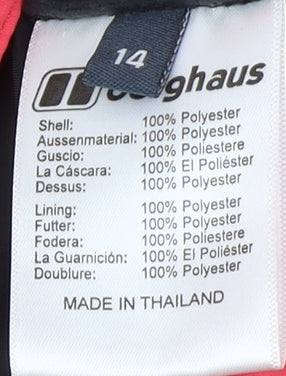 14
berghaus
Shell: 100% Polyester
Aussenmaterial: 100% Polyester
Guscio: 100% Poliestere
La Cáscara: 100% El Poliéster
Dessus: 100% Polyester
Lining: 100% Polyester
Futter: 100% Polyester
Fodera: 100% Poliestere
La Guarnición: 100% El Poliéster
Doublure: 100% Polyester
MADE IN THAILAND